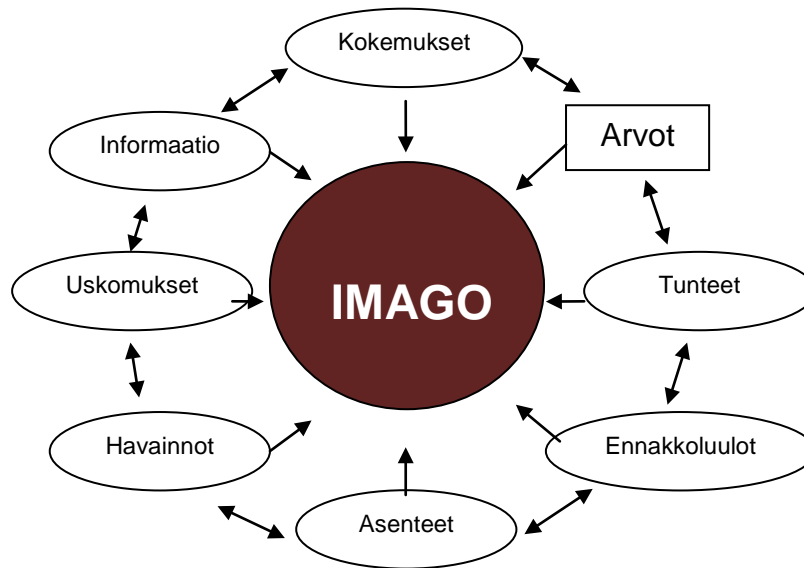 Kokemukset
Arvot
Informaatio
Uskomukset
IMAGO
Tunteet
Havainnot
Ennakkoluulot
Asenteet